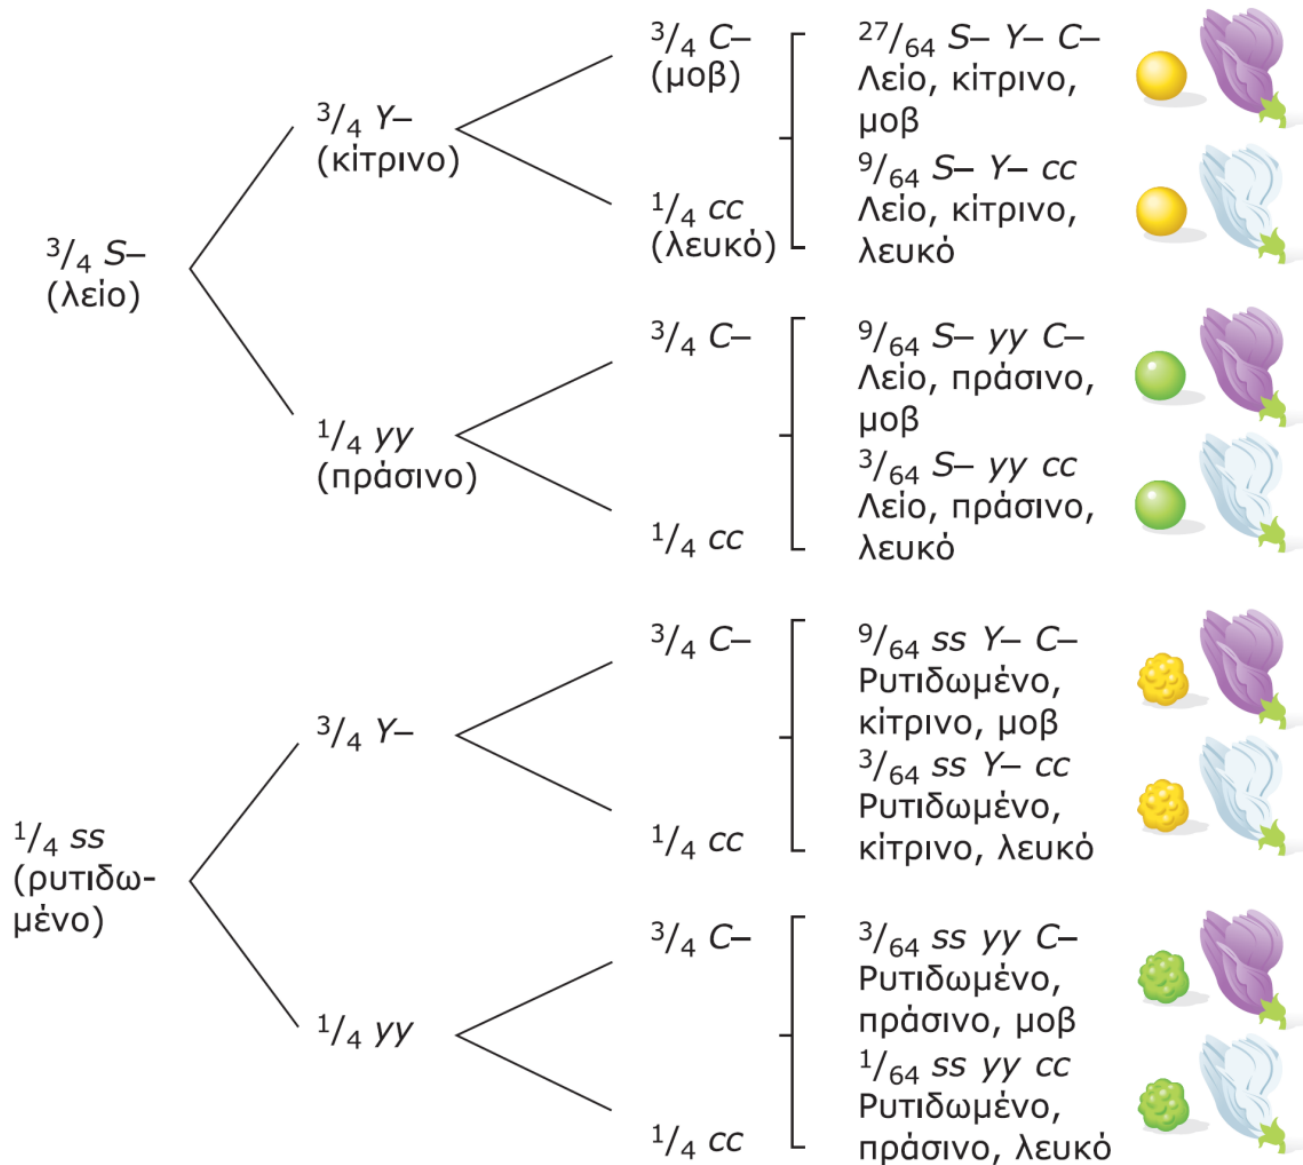 3/4 S–
(λείο)
3/4 Y–
(κίτρινο)
3/4 C–
(μοβ)
27/64 S– Y– C–
Λείο, κίτρινο,
μοβ
1/4 cc
(λευκό)
9/64 S– Y– cc
Λείο, κίτρινο,
λευκό
1/4 yy
(πράσινο)
3/4 C–
9/64 S– yy C–
Λείο, πράσινο,
μοβ
1/4 cc
3/64 S– yy cc
Λείο, πράσινο,
λευκό
1/4 ss
(ρυτιδω-
μένο)
3/4 Y–
3/4 C–
9/64 ss Y– C–
Ρυτιδωμένο,
κίτρινο, μοβ
1/4 cc
3/64 ss Y– cc
Ρυτιδωμένο,
κίτρινο, λευκό
1/4 yy
3/4 C–
3/64 ss yy C–
Ρυτιδωμένο,
πράσινο, μοβ
1/4 cc
1/64 ss yy cc
Ρυτιδωμένο,
πράσινο, λευκό